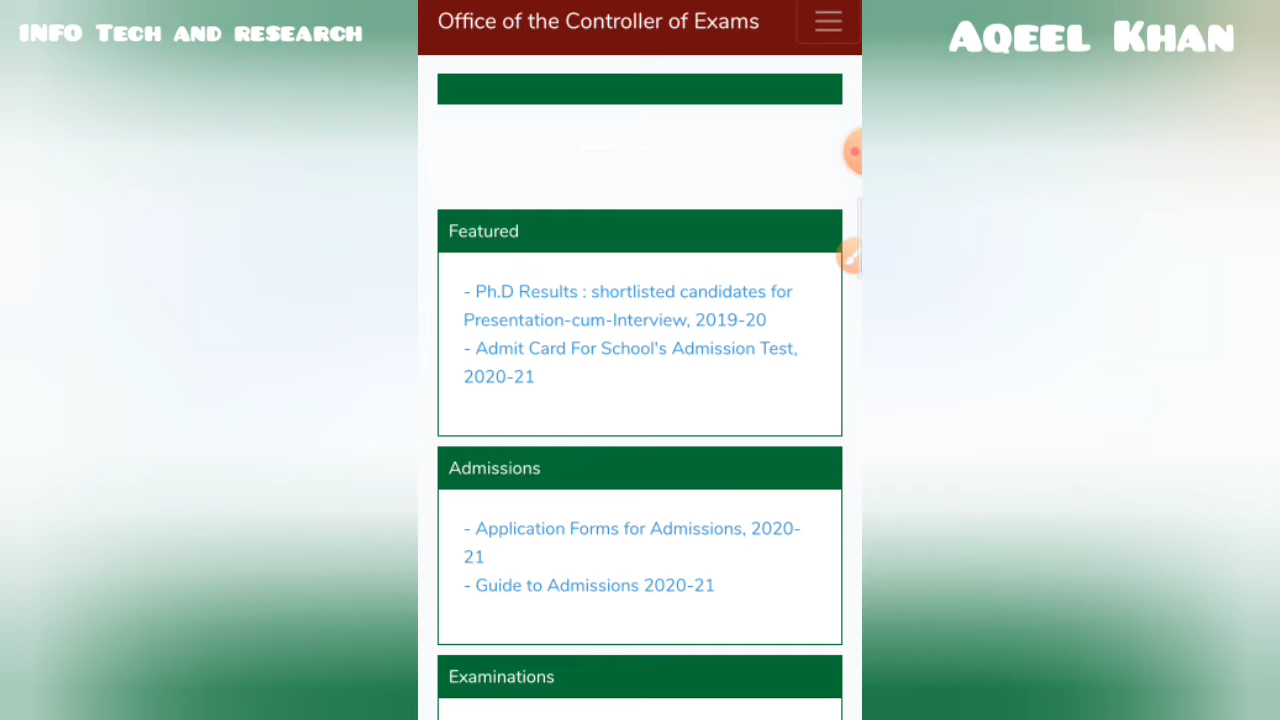 INFO Tech and research
Aqeel Khan
Office of the Controller of Exams
Featured
- Ph.D Results : shortlisted candidates for
Presentation-cum-Interview, 2019-20
- Admit Card For School's Admission Test,
2020-21
Admissions
- Application Forms for Admissions, 2020-
21
- Guide to Admissions 2020-21
Examinations